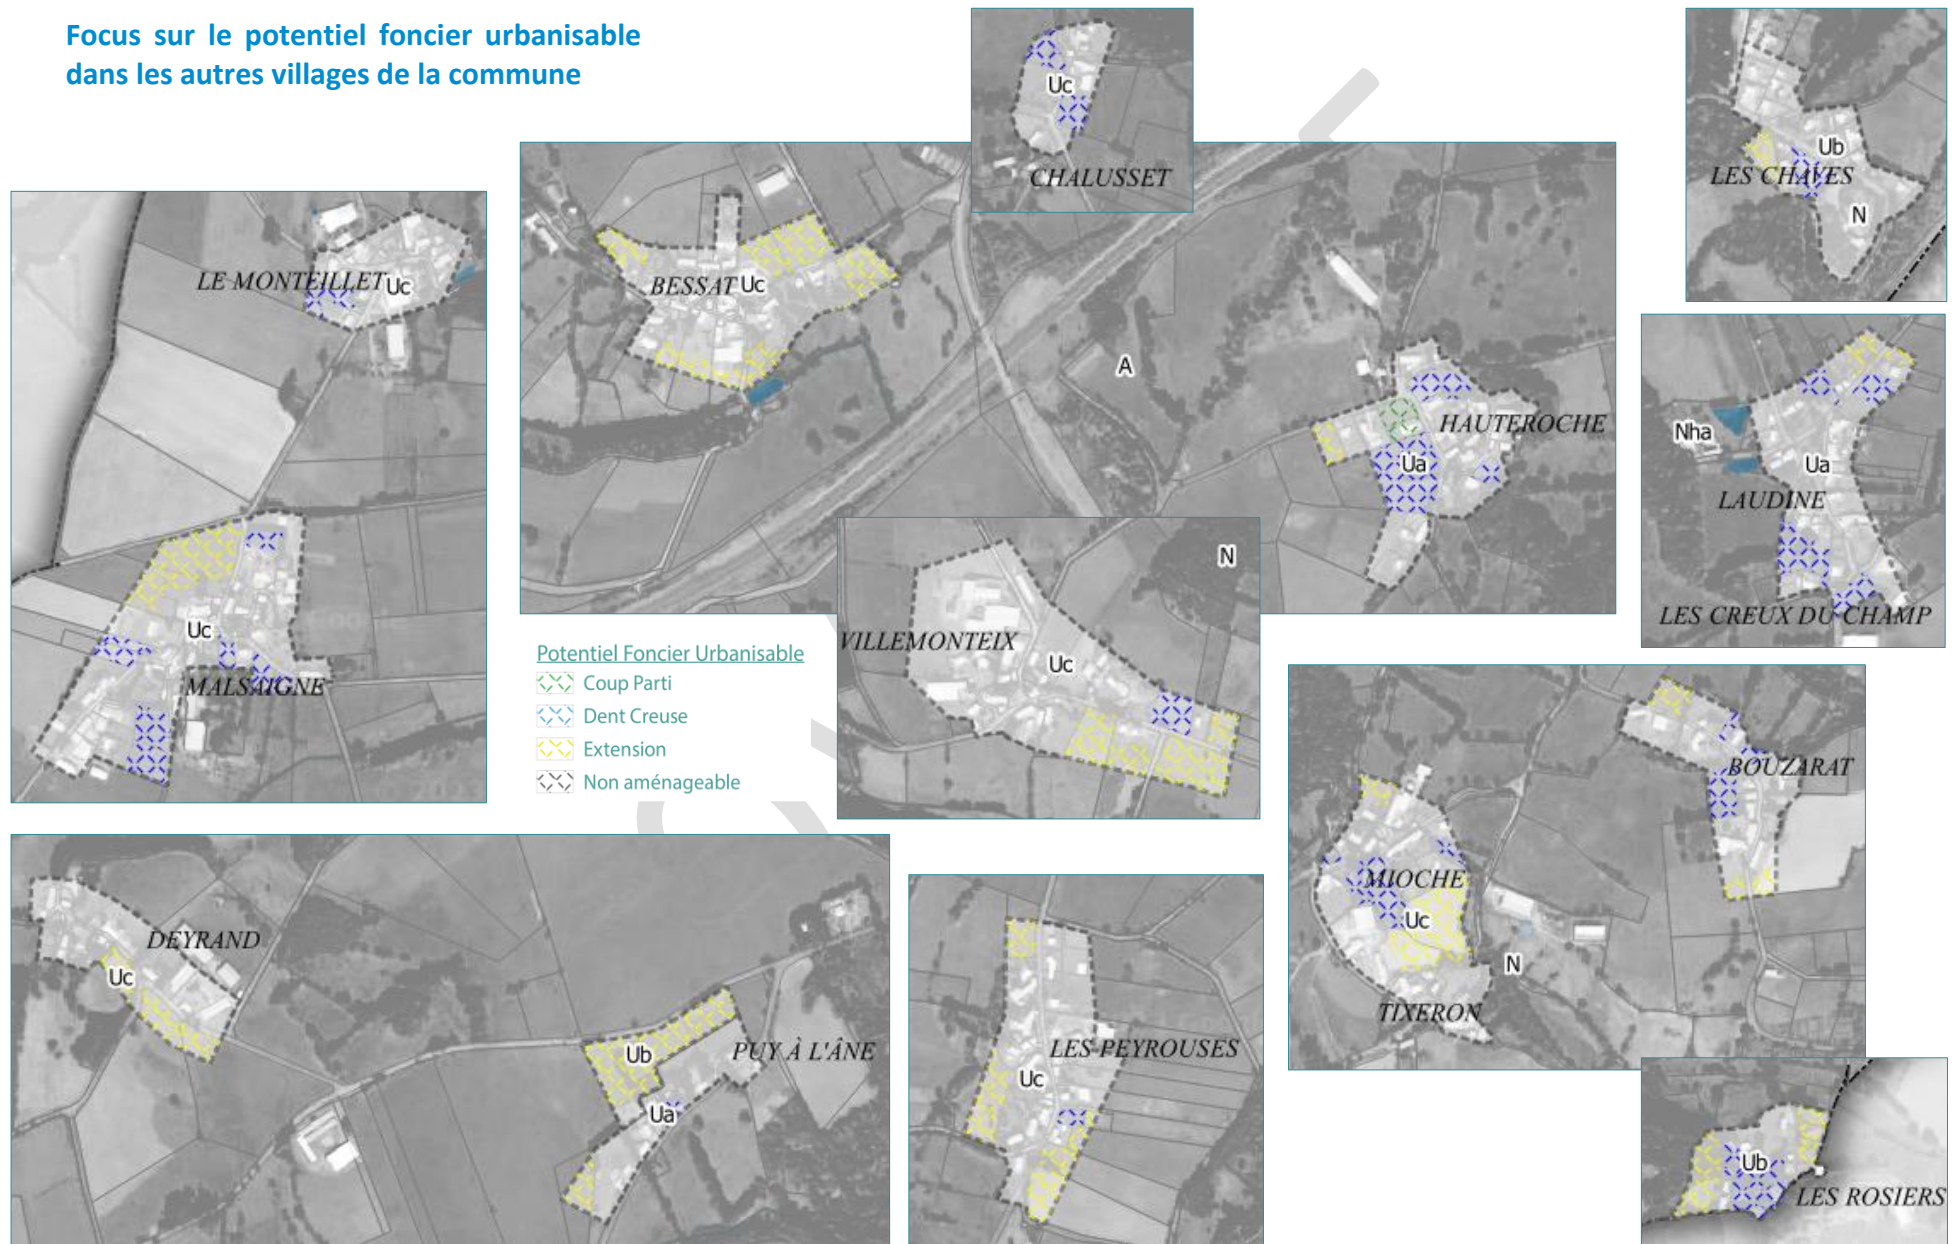 Focus sur le potentiel foncier urbanisable
dans les autres villages de la commune
Uc
CHALUSSET
Ub
LES CHAVES
N
LE MONTEILLET
Uc
BESSAT
Uc
A
HAUTEROCHE
Ua
Nha
Ua
LAUDINE
LES CREUX DU CHAMP
Uc
MALSAIGNE
N
VILLEMONTEIX
Uc
Potentiel Foncier Urbanisable
Coup Parti
Dent Creuse
Extension
Non aménageable
BOUZARAT
MIOCHE
Uc
N
TIXERON
DEYRAND
Uc
Ub
PUY À L'ÂNE
Ua
LES PEYROUSES
Uc
Ub
LES ROSIERS